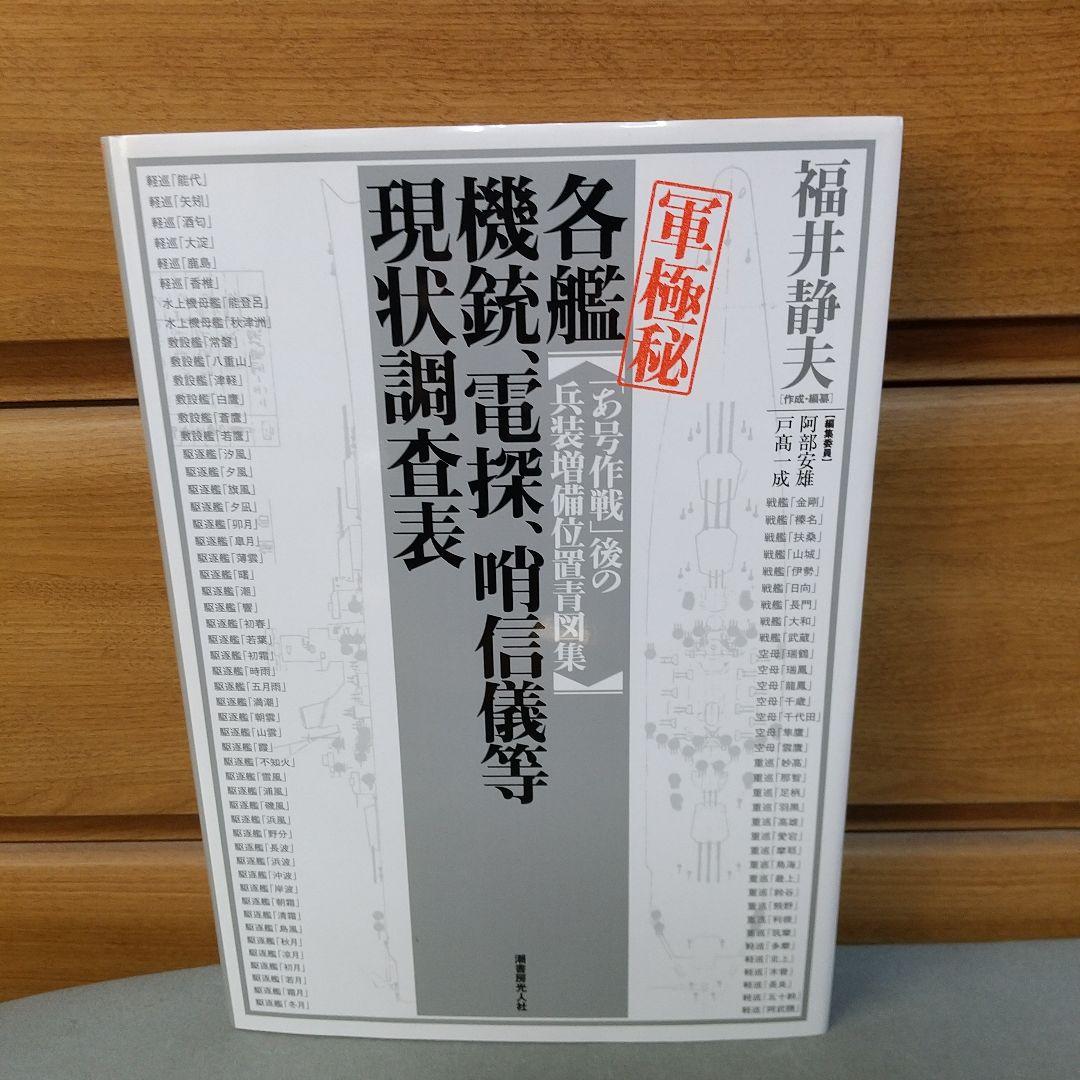 福井静夫
[作成・編纂]
【編集委員】
阿部安雄
戸髙一成
軍極秘
各艦
機銃、電探、哨信儀等
現状調査表
「あ号作戦」後の
兵装増備位置青図集
戦艦「金剛」
戦艦「榛名」
戦艦「扶桑」
戦艦「山城」
戦艦「伊勢」
戦艦「日向」
戦艦「長門」
戦艦「大和」
戦艦「武蔵」
空母「瑞鶴」
空母「瑞鳳」
空母「龍鳳」
空母「千歳」
空母「千代田」
空母「隼鷹」
空母「雲鷹」
重巡「妙高」
重巡「那智」
重巡「足柄」
重巡「羽黒」
重巡「高雄」
重巡「愛宕」
重巡「摩耶」
重巡「鳥海」
重巡「最上」
重巡「鈴谷」
重巡「熊野」
重巡「利根」
重巡「筑摩」
軽巡「多摩」
軽巡「北上」
軽巡「木曾」
軽巡「長良」
軽巡「五十鈴」
軽巡「阿武隈」
軽巡「能代」
軽巡「矢矧」
軽巡「酒匂」
軽巡「大淀」
軽巡「鹿島」
軽巡「香椎」
水上機母艦「能登呂」
水上機母艦「秋津洲」
敷設艦「常磐」
敷設艦「八重山」
敷設艦「津軽」
敷設艦「白鷹」
敷設艦「蒼鷹」
敷設艦「若鷹」
駆逐艦「汐風」
駆逐艦「夕風」
駆逐艦「旗風」
駆逐艦「夕凪」
駆逐艦「卯月」
駆逐艦「皐月」
駆逐艦「薄雲」
駆逐艦「曙」
駆逐艦「潮」
駆逐艦「響」
駆逐艦「初春」
駆逐艦「若葉」
駆逐艦「初霜」
駆逐艦「時雨」
駆逐艦「五月雨」
駆逐艦「満潮」
駆逐艦「朝雲」
駆逐艦「山雲」
駆逐艦「霞」
駆逐艦「不知火」
駆逐艦「雪風」
駆逐艦「浦風」
駆逐艦「磯風」
駆逐艦「浜風」
駆逐艦「野分」
駆逐艦「長波」
駆逐艦「浜波」
駆逐艦「沖波」
駆逐艦「岸波」
駆逐艦「朝霜」
駆逐艦「清霜」
駆逐艦「島風」
駆逐艦「秋月」
駆逐艦「涼月」
駆逐艦「初月」
駆逐艦「若月」
駆逐艦「霜月」
駆逐艦「冬月」
潮書房光人社